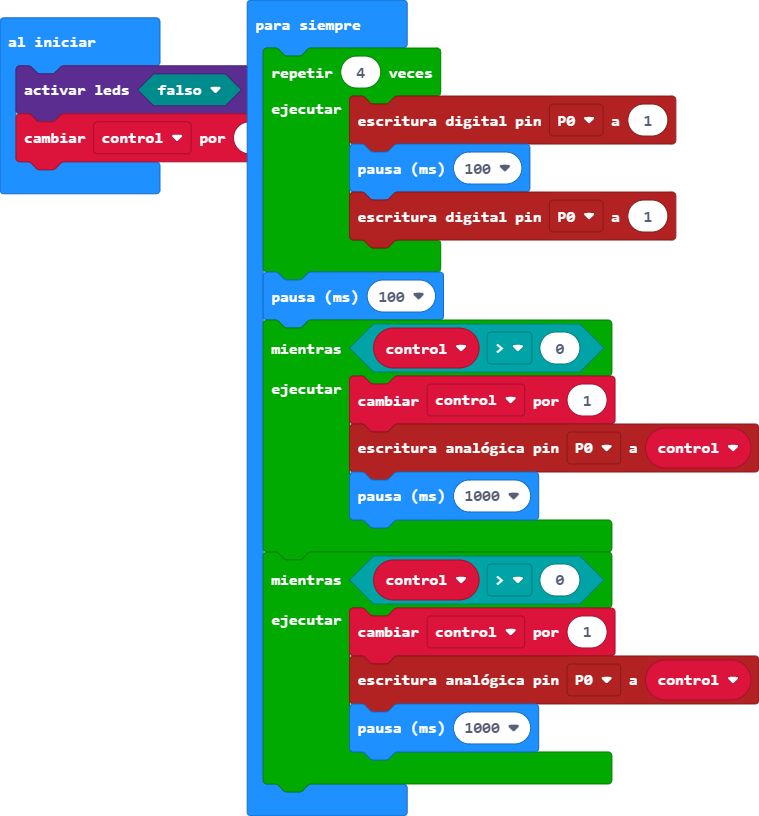 al iniciar
activar leds falso
cambiar control por
para siempre
repetir 4 veces
ejecutar
escritura digital pin P0 a 1
pausa (ms) 100
escritura digital pin P0 a 1
pausa (ms) 100
mientras control > 0
ejecutar
cambiar control por 1
escritura analógica pin P0 a control
pausa (ms) 1000
mientras control > 0
ejecutar
cambiar control por 1
escritura analógica pin P0 a control
pausa (ms) 1000